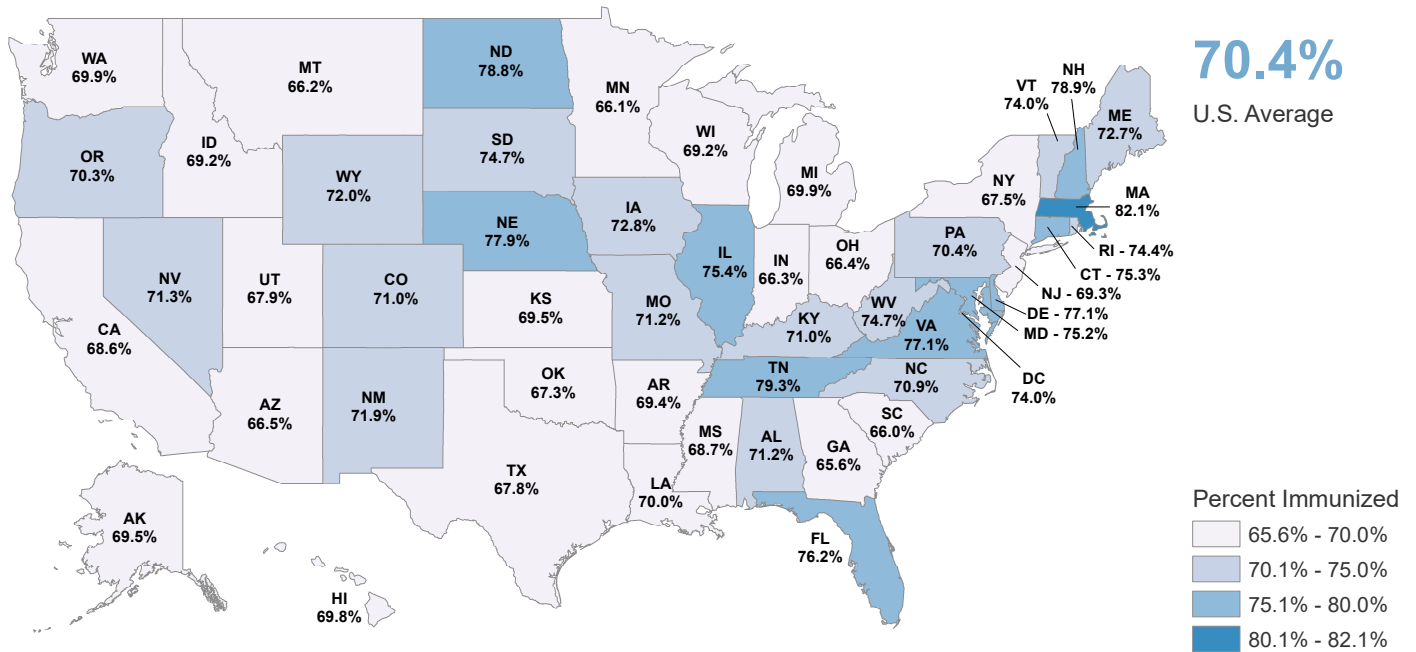 70.4%
U.S. Average
WA
69.9%
MT
66.2%
ND
78.8%
MN
66.1%
VT
74.0%
NH
78.9%
ME
72.7%
OR
70.3%
ID
69.2%
WY
72.0%
SD
74.7%
WI
69.2%
MI
69.9%
NY
67.5%
MA
82.1%
RI - 74.4%
CT - 75.3%
NJ - 69.3%
DE - 77.1%
MD - 75.2%
DC
74.0%
NV
71.3%
UT
67.9%
CO
71.0%
NE
77.9%
IA
72.8%
IL
75.4%
IN
66.3%
OH
66.4%
PA
70.4%
CA
68.6%
KS
69.5%
MO
71.2%
KY
71.0%
WV
74.7%
VA
77.1%
AZ
66.5%
NM
71.9%
OK
67.3%
AR
69.4%
TN
79.3%
NC
70.9%
SC
66.0%
TX
67.8%
LA
70.0%
MS
68.7%
AL
71.2%
GA
65.6%
FL
76.2%
AK
69.5%
HI
69.8%
Percent Immunized
65.6% - 70.0%
70.1% - 75.0%
75.1% - 80.0%
80.1% - 82.1%